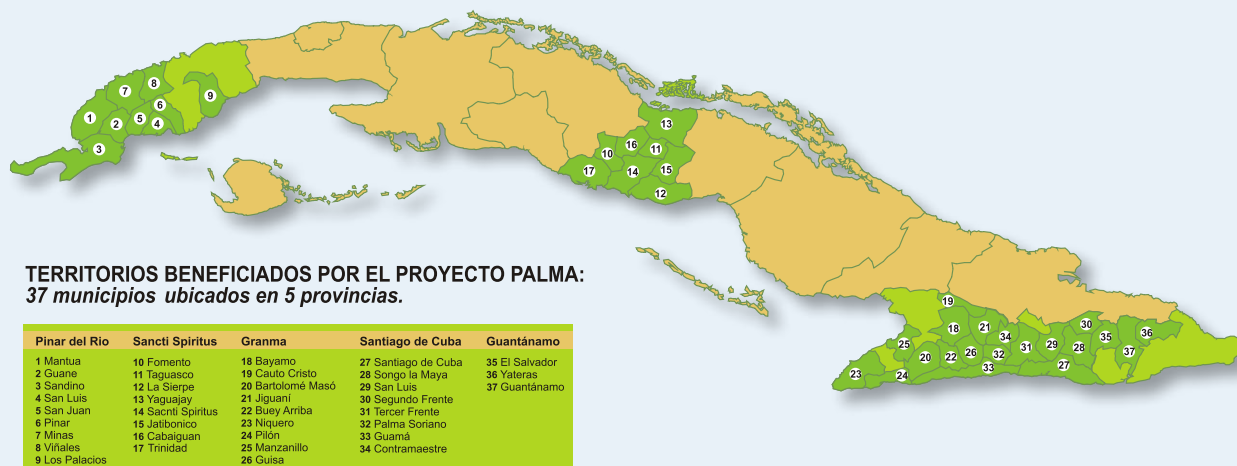 8
7
9
6
1
2
5
4
3
13
16
10
11
17
14
15
12
TERRITORIOS BENEFICIADOS POR EL PROYECTO PALMA:
37 municipios ubicados en 5 provincias.
19
18
21
30
36
34
35
25
29
31
28
37
20
22
26
32
33
27
23
24
Pinar del Rio
1 Mantua
2 Guane
3 Sandino
4 San Luis
5 San Juan
6 Pinar
7 Minas
8 Viñales
9 Los Palacios
Sancti Spiritus
10 Fomento
11 Taguasco
12 La Sierpe
13 Yaguajay
14 Sacnti Spiritus
15 Jatibonico
16 Cabaiguan
17 Trinidad
Granma
18 Bayamo
19 Cauto Cristo
20 Bartolomé Masó
21 Jiguaní
22 Buey Arriba
23 Niquero
24 Pilón
25 Manzanillo
26 Guisa
Santiago de Cuba
27 Santiago de Cuba
28 Songo la Maya
29 San Luis
30 Segundo Frente
31 Tercer Frente
32 Palma Soriano
33 Guamá
34 Contramaestre
Guantánamo
35 El Salvador
36 Yateras
37 Guantánamo